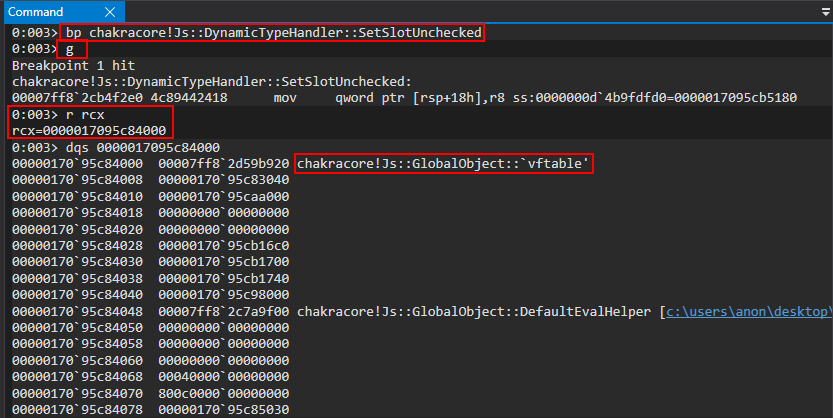 Command
0:003> bp chakracore!Js::DynamicTypeHandler::SetSlotUnchecked
0:003> g
Breakpoint 1 hit
chakracore!Js::DynamicTypeHandler::SetSlotUnchecked:
00007ff8`2cb4f2e0 4c89442418      mov     qword ptr [rsp+18h],r8 ss:0000000d`4b9fdfd0=0000017095cb5180
0:003> r rcx
rcx=0000017095c84000
0:003> dqs 0000017095c84000
00000170`95c84000  00007ff8`2d59b920 chakracore!Js::GlobalObject::`vftable'
00000170`95c84008  00000170`95c83040
00000170`95c84010  00000170`95caa000
00000170`95c84018  00000000`00000000
00000170`95c84020  00000000`00000000
00000170`95c84028  00000170`95cb16c0
00000170`95c84030  00000170`95cb1700
00000170`95c84038  00000170`95cb1740
00000170`95c84040  00000170`95c98000
00000170`95c84048  00007ff8`2c7a9f00 chakracore!Js::GlobalObject::DefaultEvalHelper [c:\users\anon\desktop\
00000170`95c84050  00000000`00000000
00000170`95c84058  00000000`00000000
00000170`95c84060  00000000`00000000
00000170`95c84068  00040000`00000000
00000170`95c84070  800c0000`00000000
00000170`95c84078  00000170`95c85030